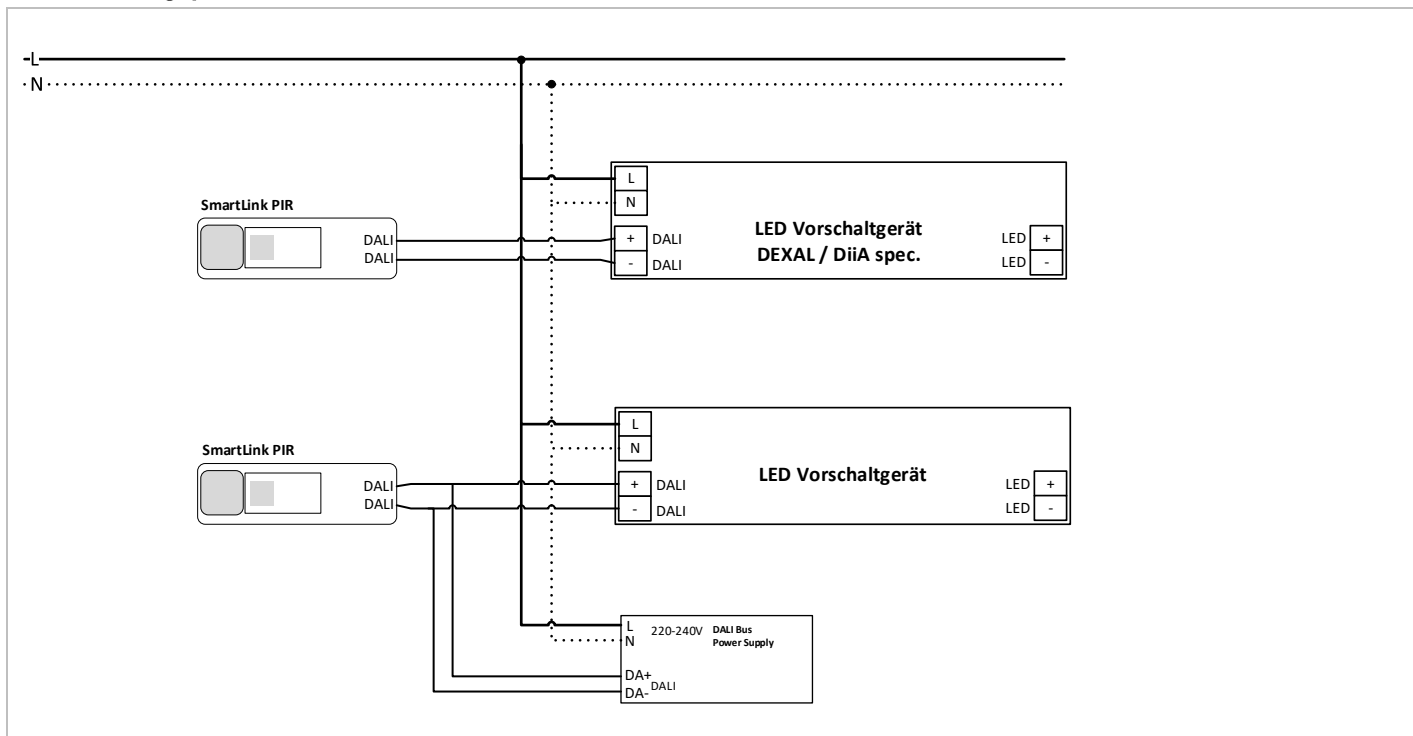 L
N
SmartLink PIR
DALI
DALI
L
N
+ DALI
- DALI
LED Vorschaltgerät
DEXAL / DiiA spec.
LED +
LED -
SmartLink PIR
DALI
DALI
L
N
+ DALI
- DALI
LED Vorschaltgerät
LED +
LED -
L
N
220-240V
DALI Bus
Power Supply
DA+
DA-
DALI